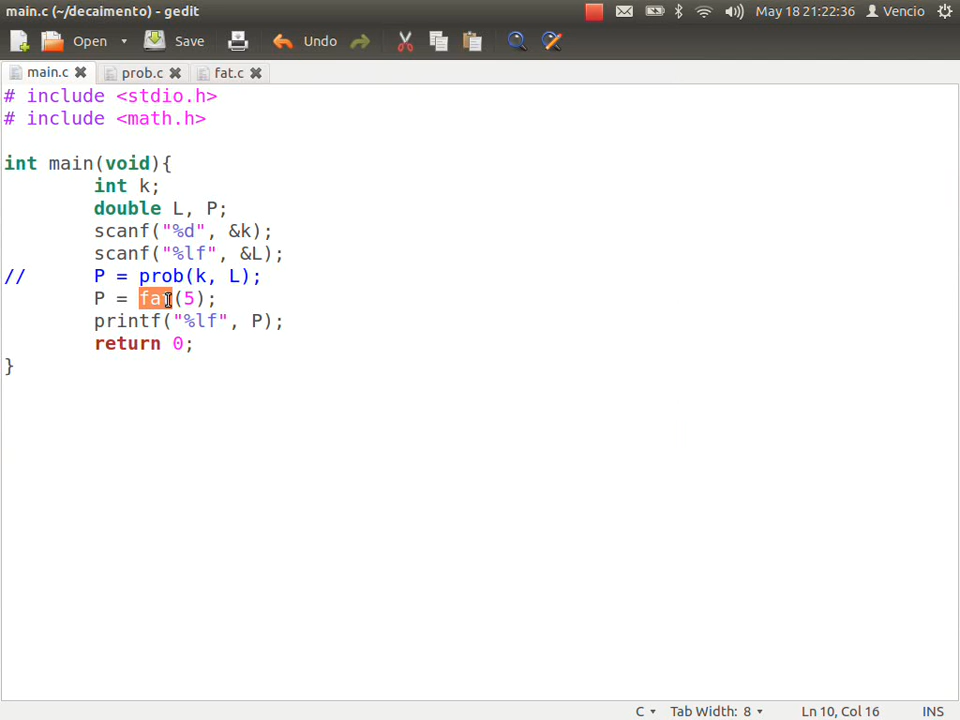 main.c (~/decaimento) - gedit
May 18 21:22:36
Vencio
Open
Save
Undo
main.c
prob.c
fat.c
# include <stdio.h>
# include <math.h>
int main(void){
int k;
double L, P;
scanf("%d", &k);
scanf("%lf", &L);
// P = prob(k, L);
P = fat(5);
printf("%lf", P);
return 0;
}
C
Tab Width: 8
Ln 10, Col 16
INS